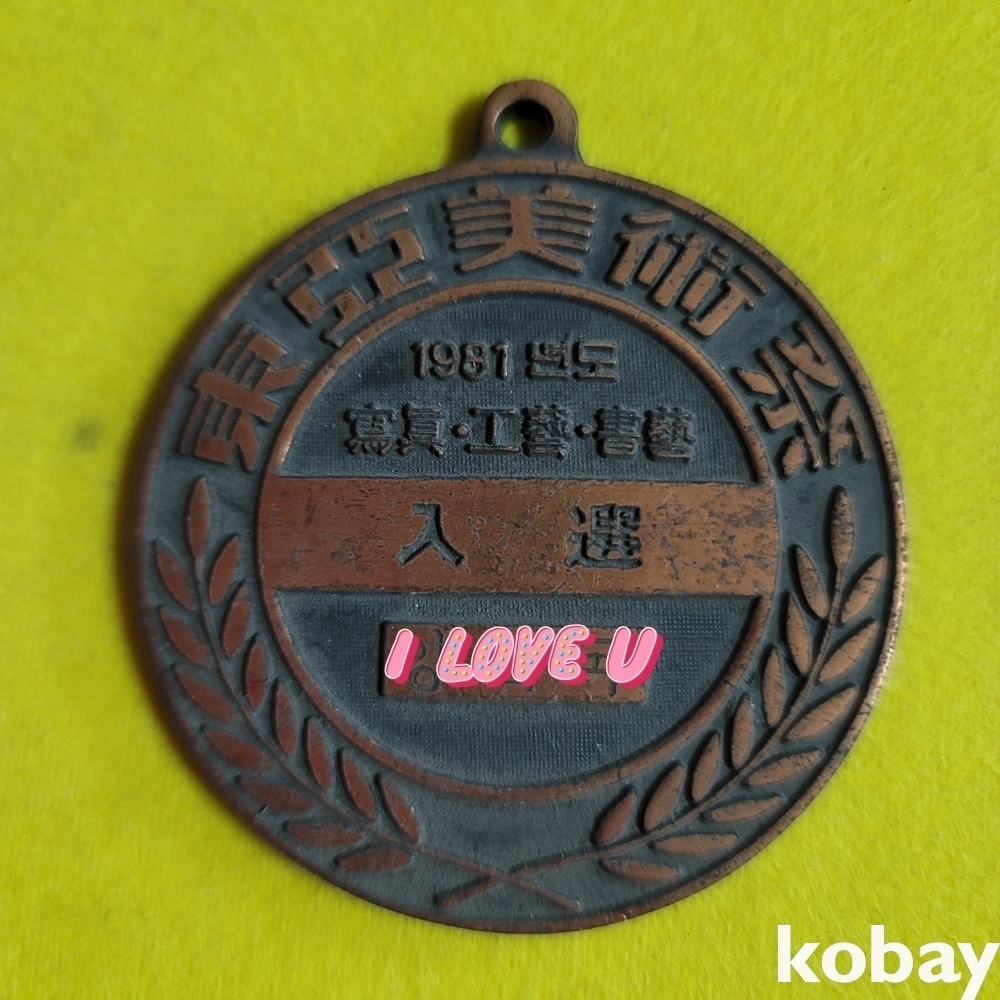 東亞美術祭
1981 년도
寫眞·工藝·書藝
入選
I LOVE U
kobay